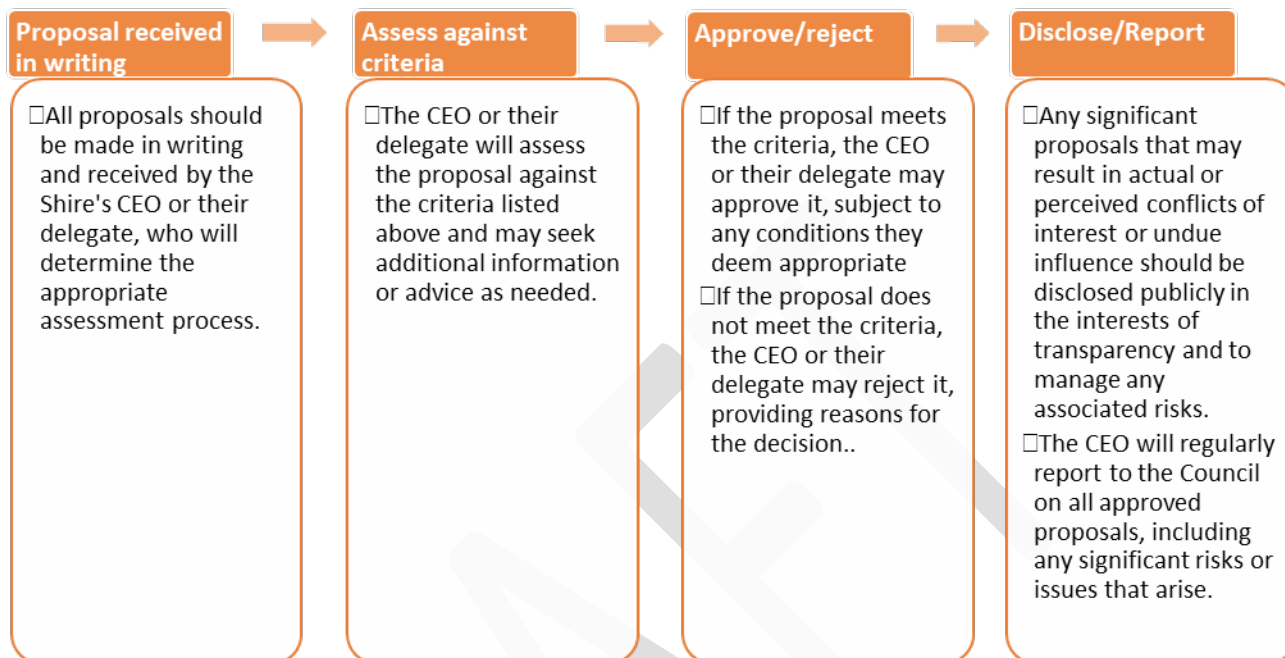 Proposal received
in writing
□All proposals should
be made in writing
and received by the
Shire's CEO or their
delegate, who will
determine the
appropriate
assessment process.
Assess against
criteria
□The CEO or their
delegate will assess
the proposal against
the criteria listed
above and may seek
additional information
or advice as needed.
Approve/reject
□If the proposal meets
the criteria, the CEO
or their delegate may
approve it, subject to
any conditions they
deem appropriate
□If the proposal does
not meet the criteria,
the CEO or their
delegate may reject it,
providing reasons for
the decision..
Disclose/Report
□Any significant
proposals that may
result in actual or
perceived conflicts of
interest or undue
influence should be
disclosed publicly in
the interests of
transparency and to
manage any
associated risks.
□The CEO will regularly
report to the Council
on all approved
proposals, including
any significant risks or
issues that arise.